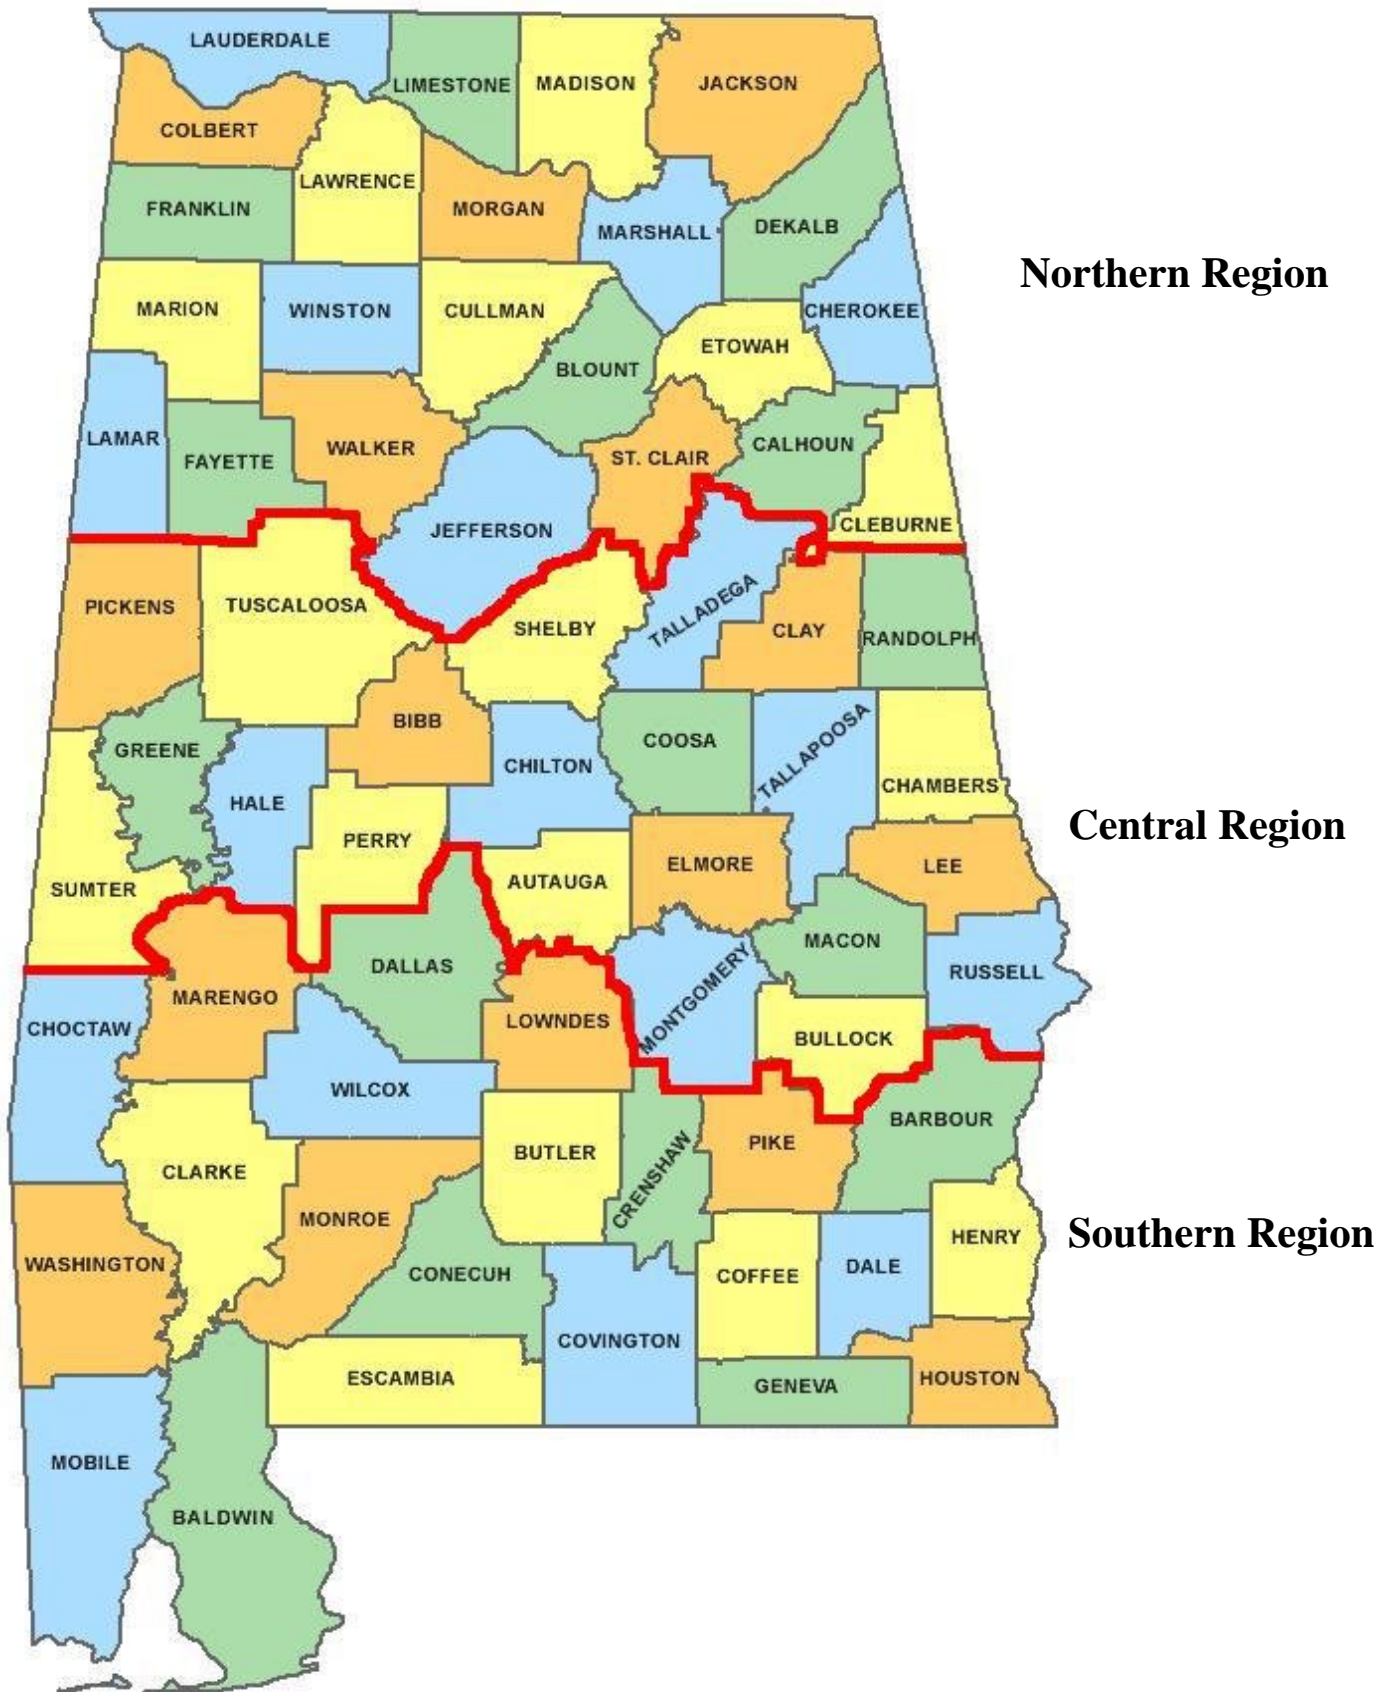 LAUDERDALE
LIMESTONE
MADISON
JACKSON
COLBERT
LAWRENCE
FRANKLIN
MORGAN
MARSHALL
DEKALB
Northern Region
MARION
WINSTON
CULLMAN
CHEROKEE
ETOWAH
BLOUNT
LAMAR
FAYETTE
WALKER
ST. CLAIR
CALHOUN
JEFFERSON
CLEBURNE
PICKENS
TUSCALOOSA
SHELBY
TALLADEGA
CLAY
RANDOLPH
BIBB
GREENE
COOSA
TALLAPOOSA
CHILTON
CHAMBERS
HALE
Central Region
PERRY
ELMORE
LEE
SUMTER
AUTAUGA
MACON
DALLAS
RUSSELL
MARENGO
MONTGOMERY
CHOCTAW
LOWNDES
BULLOCK
WILCOX
BARBOUR
PIKE
BUTLER
CLARKE
CRENSHAW
MONROE
Southern Region
HENRY
WASHINGTON
CONECUH
COFFEE
DALE
COVINGTON
ESCAMBIA
GENEVA
HOUSTON
MOBILE
BALDWIN